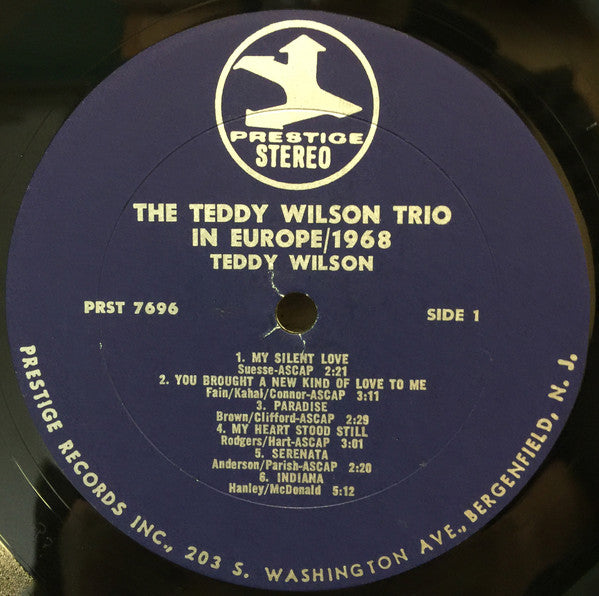 PRESTIGE
STEREO
THE TEDDY WILSON TRIO
IN EUROPE/1968
TEDDY WILSON
PRST 7696
SIDE 1
1. MY SILENT LOVE
Suesse-ASCAP 2:21
2. YOU BROUGHT A NEW KIND OF LOVE TO ME
Fain/Kahal/Connor-ASCAP 3:11
3. PARADISE
Brown/Clifford-ASCAP 2:29
4. MY HEART STOOD STILL
Rodgers/Hart-ASCAP 3:01
5. SERENATA
Anderson/Parish-ASCAP 2:20
6. INDIANA
Hanley/McDonald 5:12
PRESTIGE RECORDS INC., 203 S. WASHINGTON AVE., BERGENFIELD, N. J.